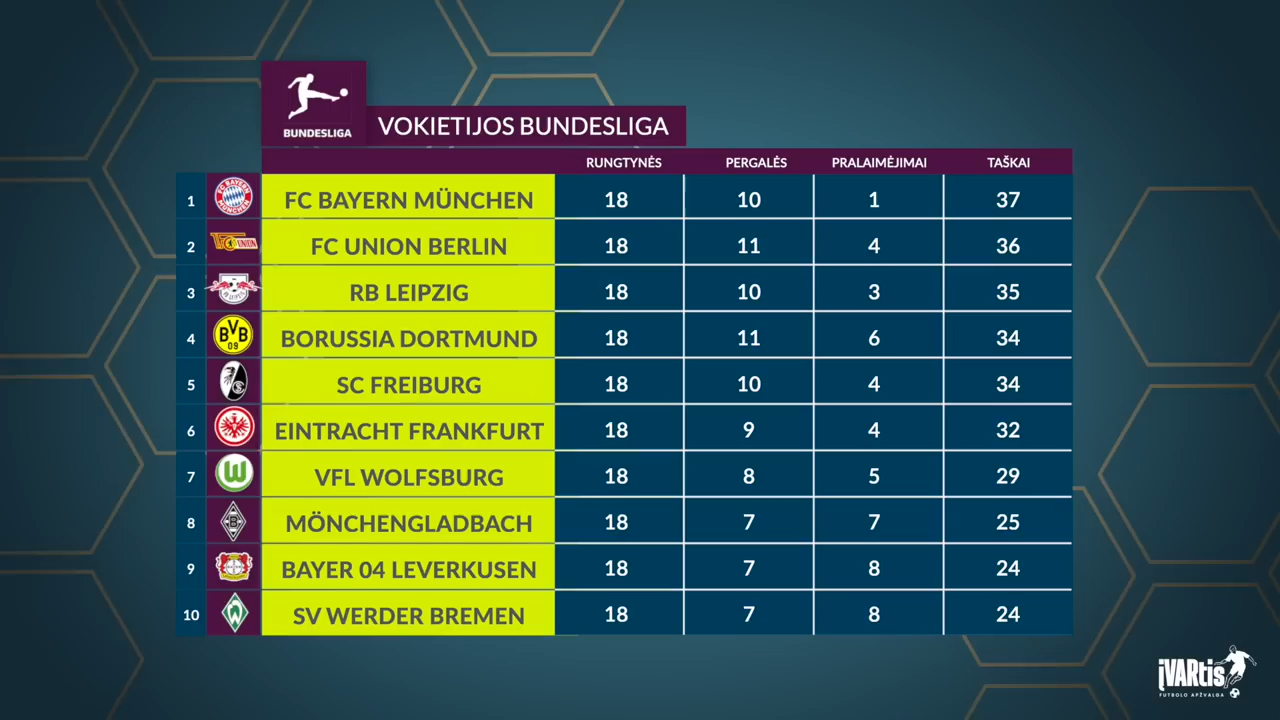 BUNDESLIGA
VOKIETIJOS BUNDESLIGA
RUNGTYNĖS PERGALĖS PRALAIMĖJIMAI TAŠKAI
1 FC BAYERN MÜNCHEN 18 10 1 37
2 FC UNION BERLIN 18 11 4 36
3 RB LEIPZIG 18 10 3 35
4 BVB 09 BORUSSIA DORTMUND 18 11 6 34
5 SC FREIBURG 18 10 4 34
6 EINTRACHT FRANKFURT 18 9 4 32
7 VFL WOLFSBURG 18 8 5 29
8 MÖNCHENGLADBACH 18 7 7 25
9 BAYER 04 LEVERKUSEN 18 7 8 24
10 SV WERDER BREMEN 18 7 8 24
įVARtis
FUTBOLO APŽVALGA